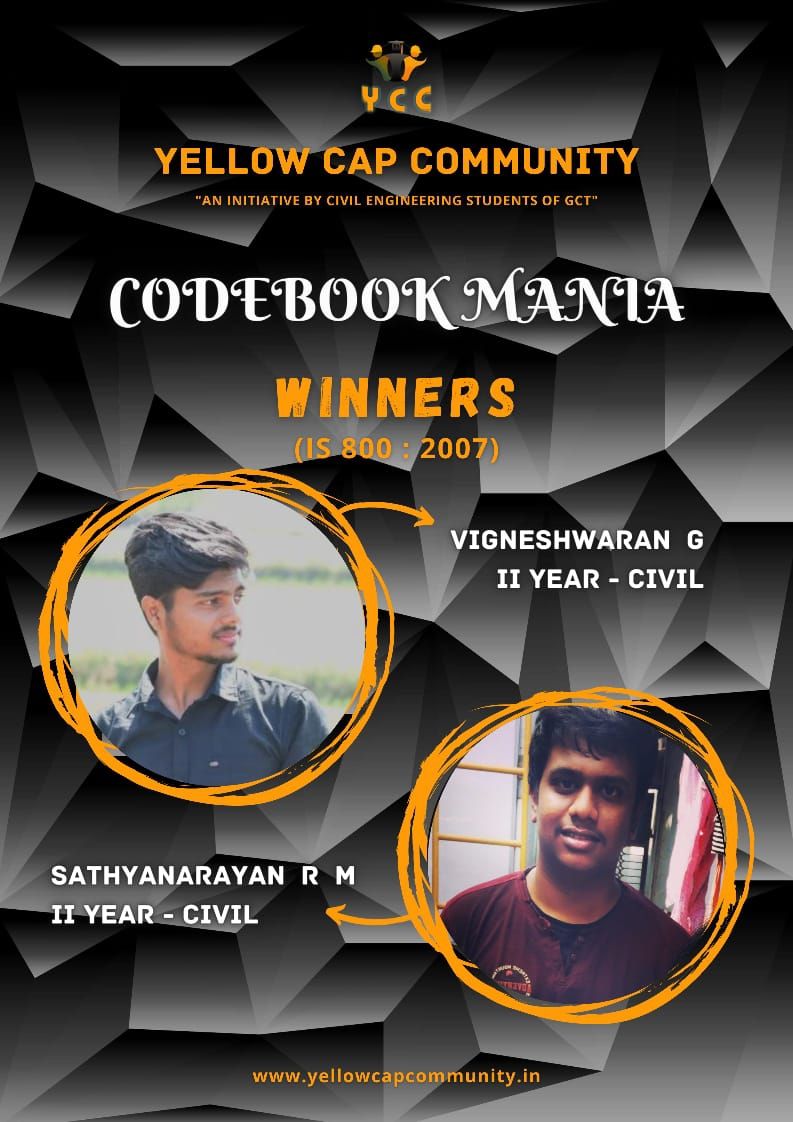 YCC
YELLOW CAP COMMUNITY
"AN INITIATIVE BY CIVIL ENGINEERING STUDENTS OF GCT"
CODEBOOK MANIA
WINNERS
(IS 800 : 2007)
VIGNESHWARAN G
II YEAR - CIVIL
SATHYANARAYAN R M
II YEAR - CIVIL
www.yellowcapcommunity.in